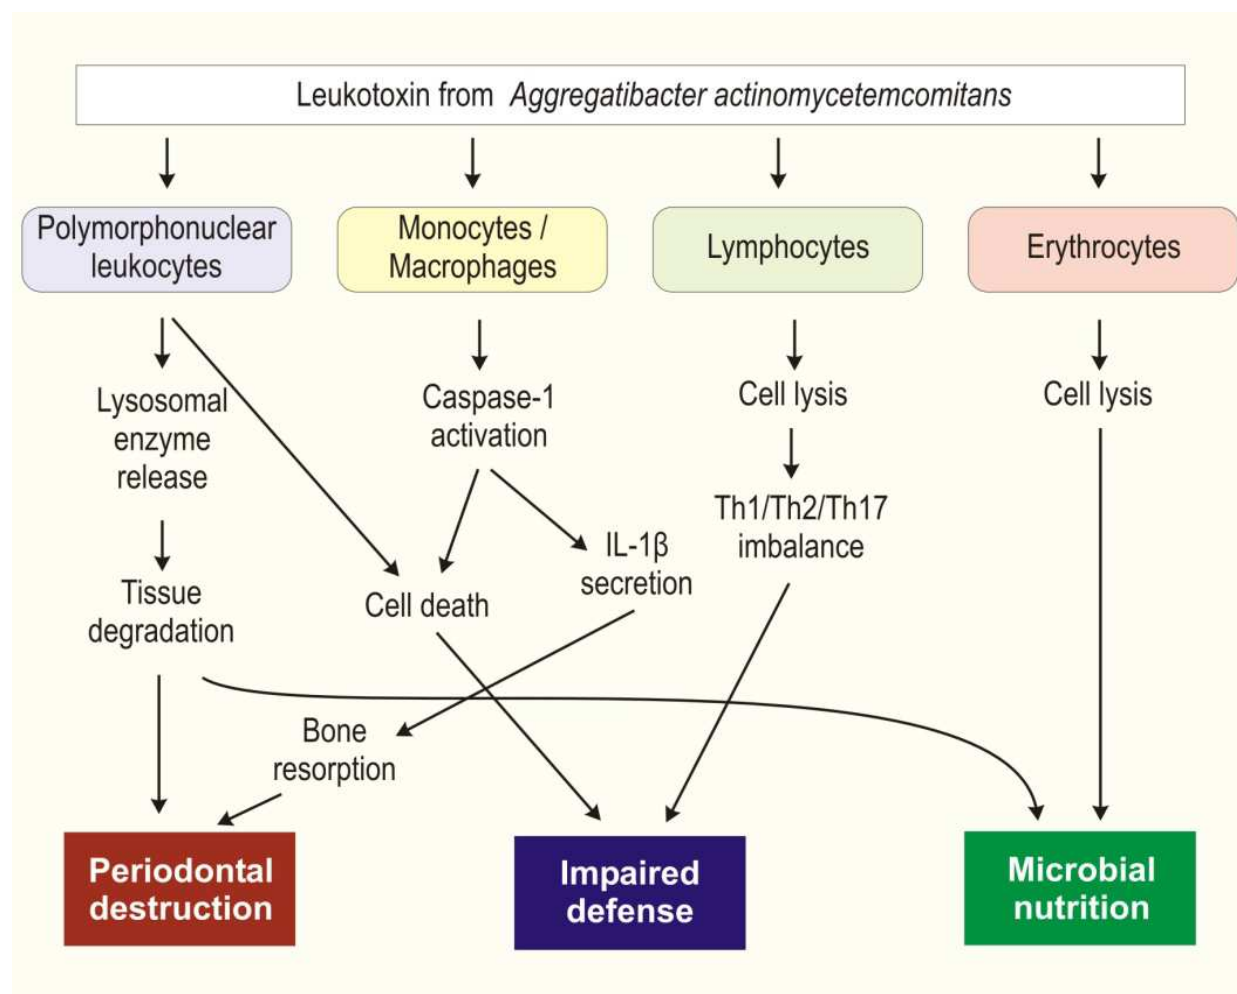 Leukotoxin from Aggregatibacter actinomycetemcomitans
Polymorphonuclear
leukocytes
Monocytes /
Macrophages
Lymphocytes
Erythrocytes
Lysosomal
enzyme
release
Caspase-1
activation
Cell lysis
Cell lysis
Th1/Th2/Th17
imbalance
IL-1β
secretion
Tissue
degradation
Cell death
Bone
resorption
Periodontal
destruction
Impaired
defense
Microbial
nutrition